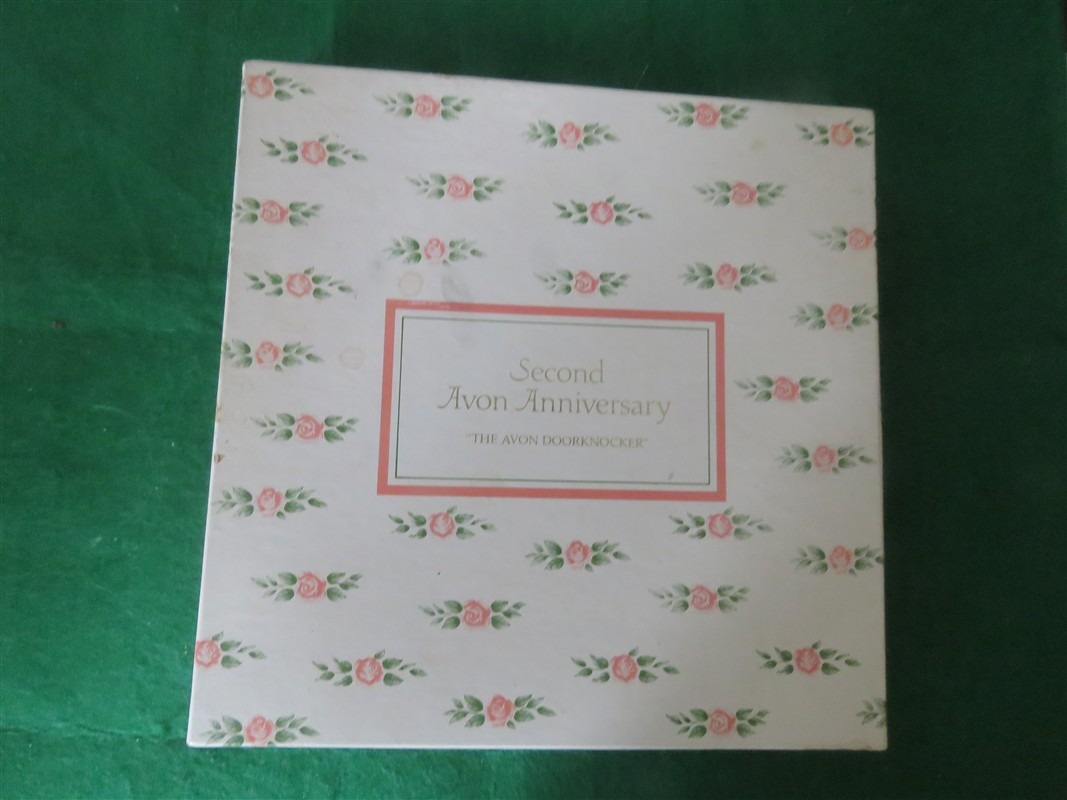 Second
Avon Anniversary
"THE AVON DOORKNOCKER"